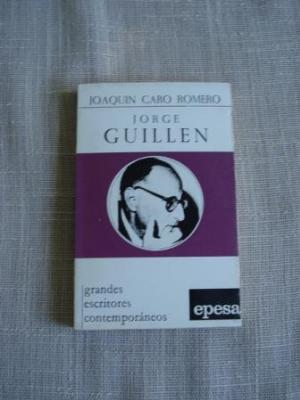 JOAQUIN CARO ROMERO
JORGE
GUILLEN
grandes
escritores
contemporáneos
epesa